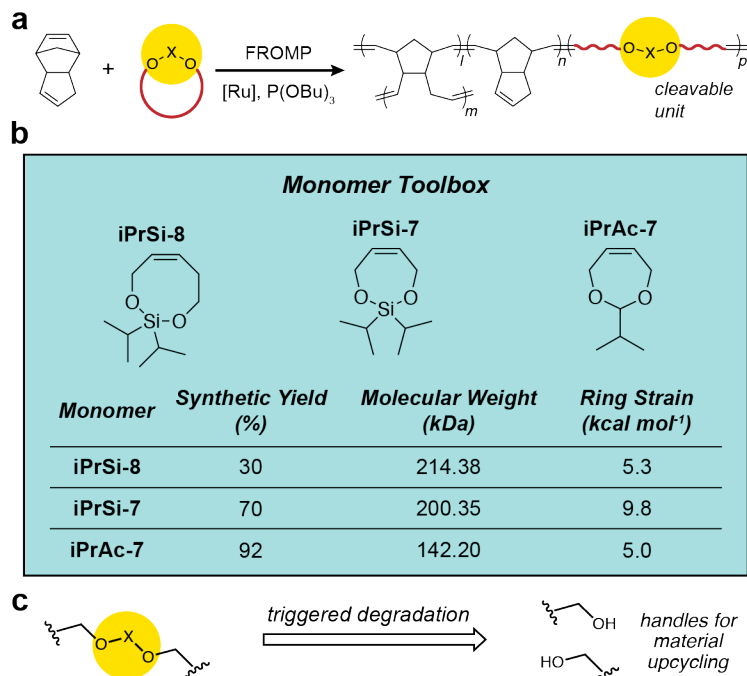 a
X
O O
+
FROMP
[Ru], P(OBu)3
l
m
n
O X O
p
cleavable
unit
b
Monomer Toolbox
iPrSi-8
iPrSi-7
iPrAc-7
O
Si O
O O
Si
O O
Monomer
Synthetic Yield
(%)
Molecular Weight
(kDa)
Ring Strain
(kcal mol-1)
iPrSi-8 30 214.38 5.3
iPrSi-7 70 200.35 9.8
iPrAc-7 92 142.20 5.0
c
O X O
triggered degradation
OH
HO
handles for
material
upcycling